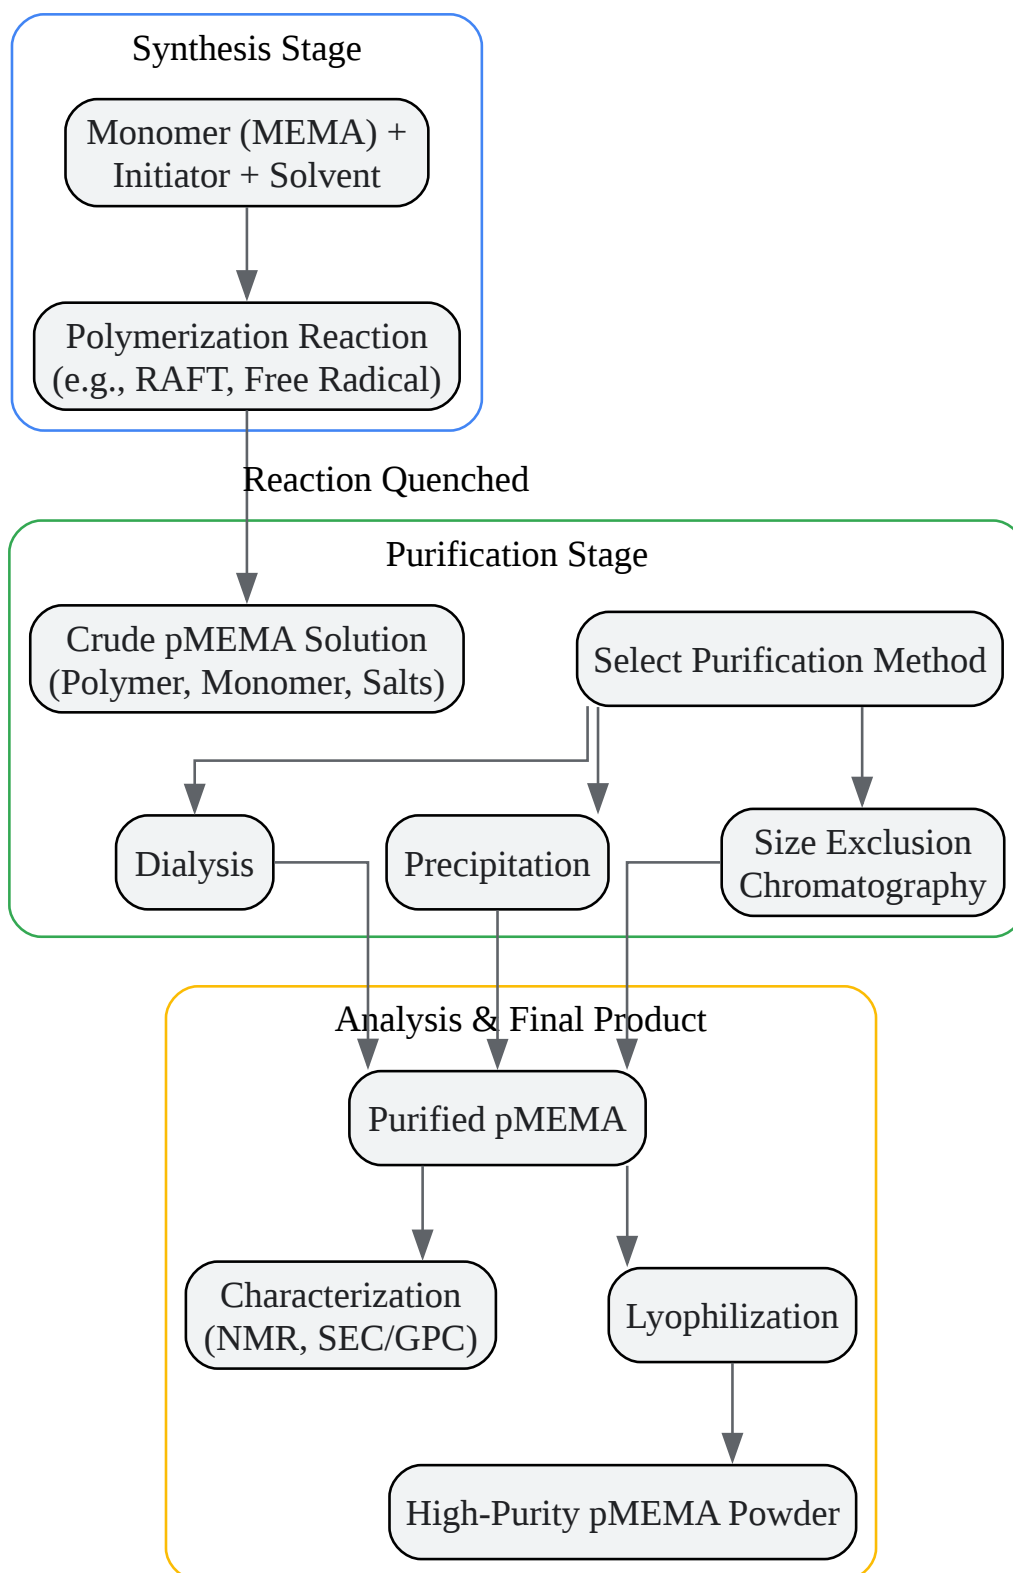 Synthesis Stage
Monomer (MEMA) +
Initiator + Solvent
Polymerization Reaction
(e.g., RAFT, Free Radical)
Reaction Quenched
Purification Stage
Crude pMEMA Solution
(Polymer, Monomer, Salts)
Select Purification Method
Dialysis
Precipitation
Size Exclusion
Chromatography
Analysis & Final Product
Purified pMEMA
Characterization
(NMR, SEC/GPC)
Lyophilization
High-Purity pMEMA Powder